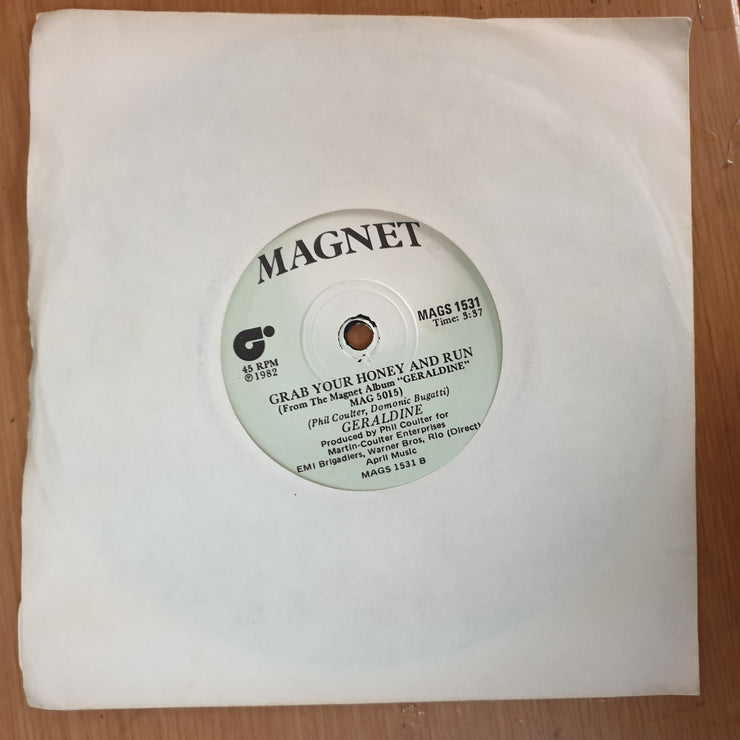 MAGNET
MAGS 1531
Time: 3:37
45 RPM
℗1982
GRAB YOUR HONEY AND RUN
(From The Magnet Album "GERALDINE"
MAG 5015)
(Phil Coulter, Domonic Bugatti)
GERALDINE
Produced by Phil Coulter for
Martin-Coulter Enterprises
EMI Brigadiers, Warner Bros, Rio (Direct)
April Music
MAGS 1531 B